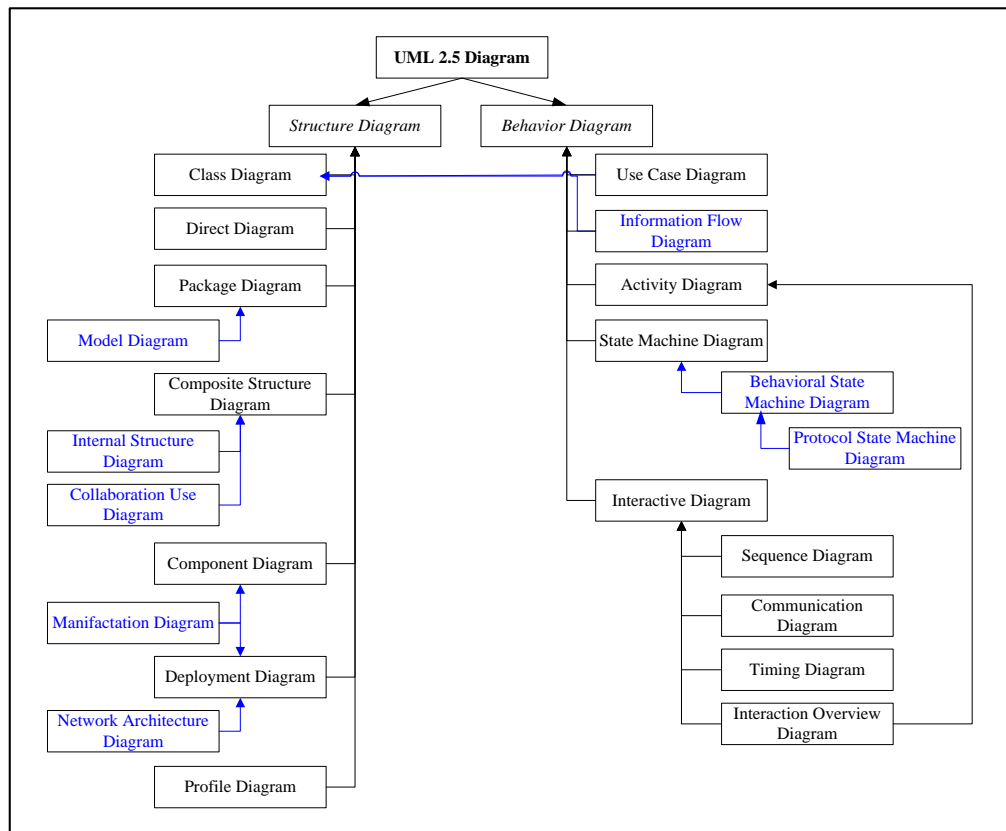 UML 2.5 Diagram
Structure Diagram
Behavior Diagram
Class Diagram
Use Case Diagram
Direct Diagram
Information Flow
Diagram
Package Diagram
Activity Diagram
Model Diagram
State Machine Diagram
Composite Structure
Diagram
Behavioral State
Machine Diagram
Internal Structure
Diagram
Protocol State Machine
Diagram
Collaboration Use
Diagram
Interactive Diagram
Component Diagram
Sequence Diagram
Manifactation Diagram
Communication
Diagram
Deployment Diagram
Timing Diagram
Network Architecture
Diagram
Interaction Overview
Diagram
Profile Diagram